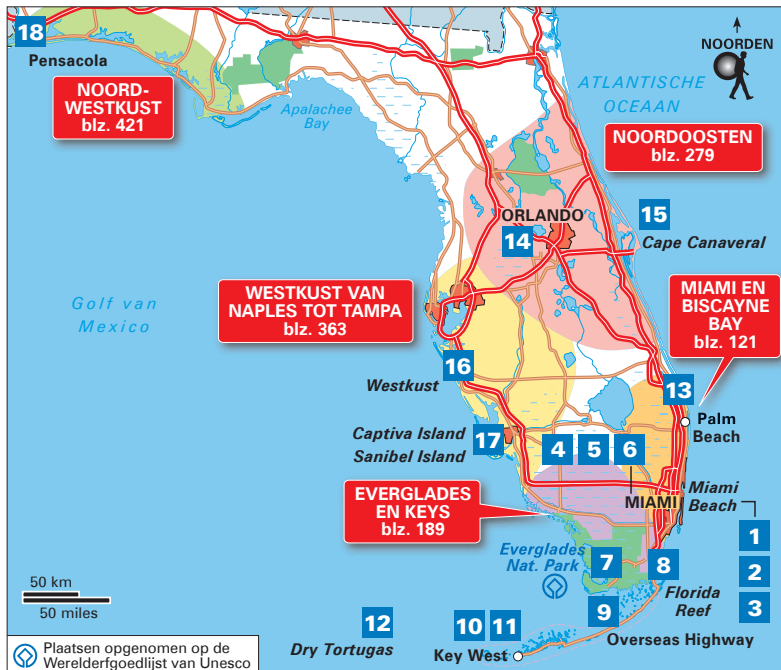 18
Pensacola
NOORD-
WESTKUST
blz. 421
Apalachee
Bay
NOORDEN
ATLANTISCHE
OCEAAN
NOORDOOSTEN
blz. 279
ORLANDO
14
15
Cape Canaveral
Golf van
Mexico
WESTKUST VAN
NAPLES TOT TAMPA
blz. 363
MIAMI EN
BISCAYNE
BAY
blz. 121
16
Westkust
13
Palm
Beach
Captiva Island
Sanibel Island
17
4
5
6
MIAMI
Miami
Beach
EVERGLADES
EN KEYS
blz. 189
1
2
3
Everglades
Nat. Park
7
8
Florida
Reef
9
Overseas Highway
50 km
50 miles
12
Dry Tortugas
10
11
Key West
Plaatsen opgenomen op de
Werelderfgoedlijst van Unesco